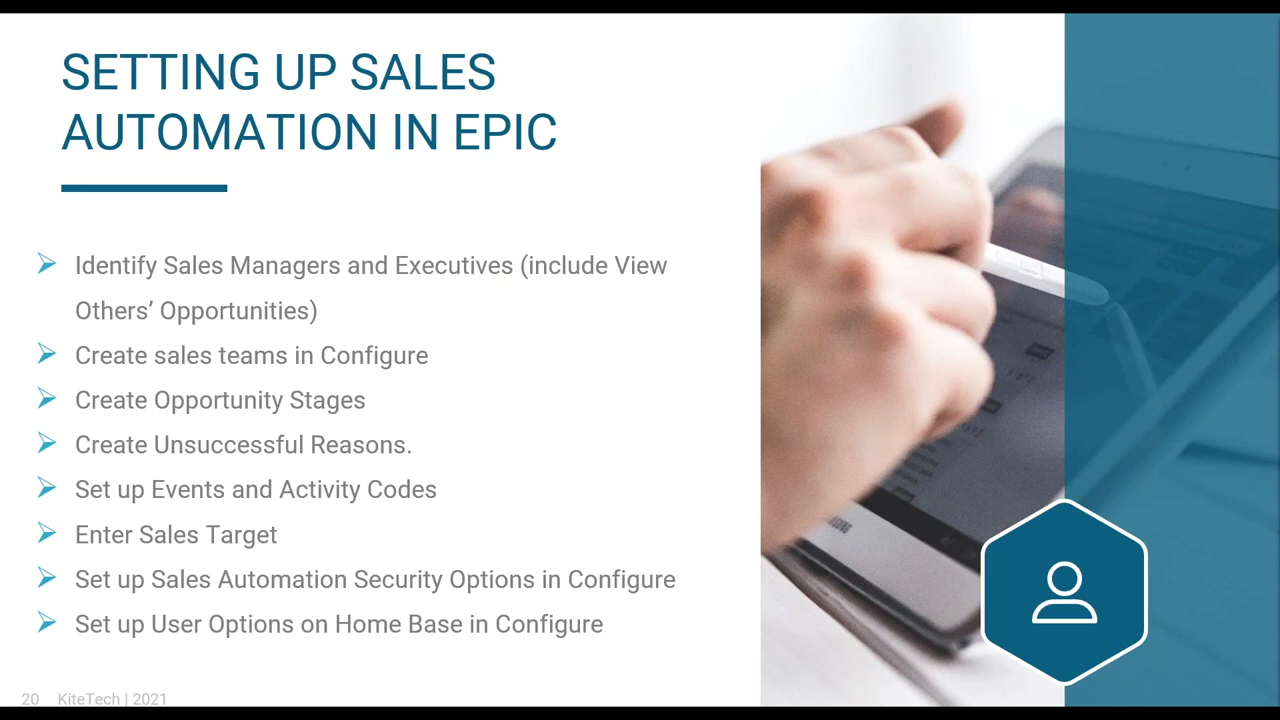 SETTING UP SALES
AUTOMATION IN EPIC
Identify Sales Managers and Executives (include View
Others’ Opportunities)
Create sales teams in Configure
Create Opportunity Stages
Create Unsuccessful Reasons.
Set up Events and Activity Codes
Enter Sales Target
Set up Sales Automation Security Options in Configure
Set up User Options on Home Base in Configure
20 KiteTech | 2021